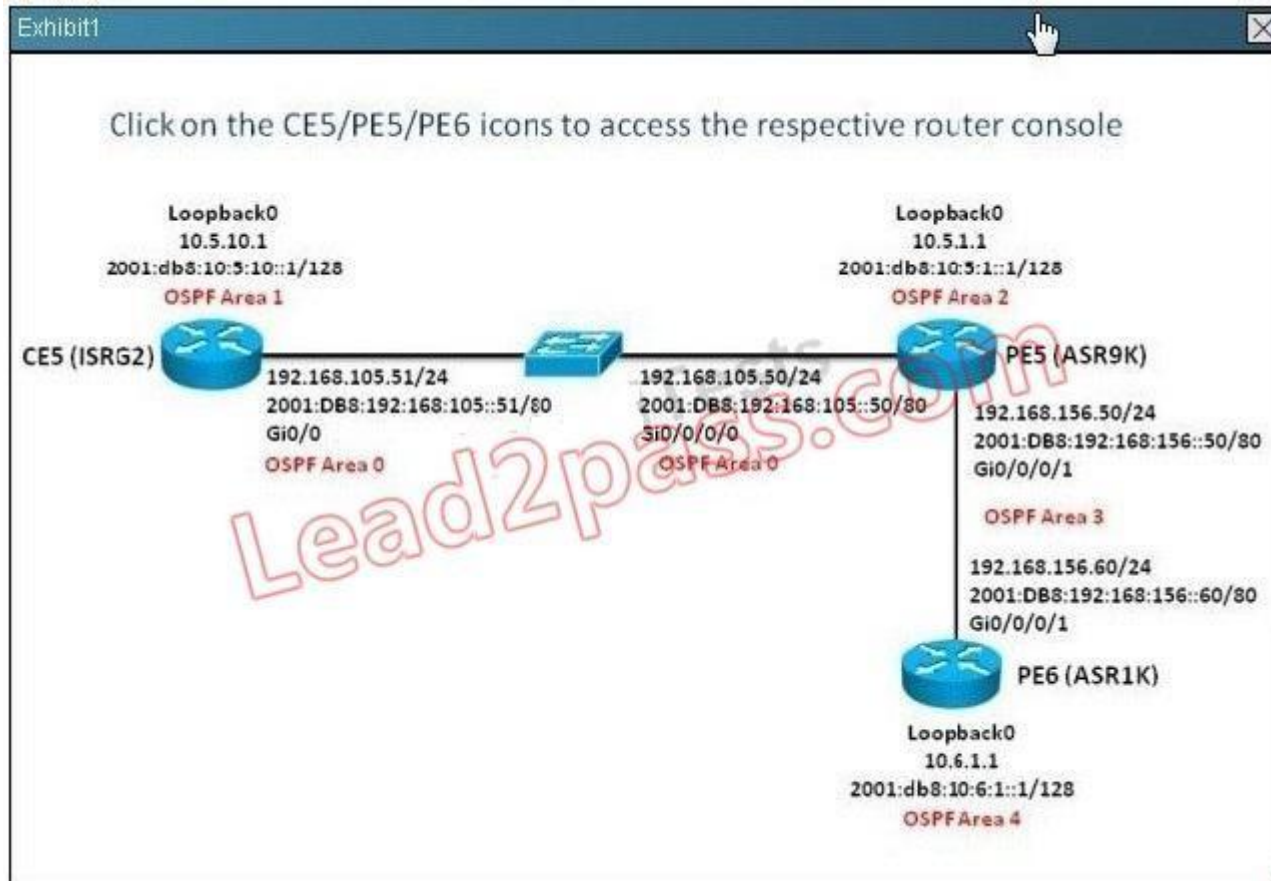 Exhibit1
Click on the CE5/PE5/PE6 icons to access the respective router console
Loopback0
10.5.10.1
2001:db8:10:5:10::1/128
OSPF Area 1
Loopback0
10.5.1.1
2001:db8:10:5:1::1/128
OSPF Area 2
CE5 (ISRG2)
192.168.105.51/24
2001:DB8:192:168:105::51/80
Gi0/0
OSPF Area 0
192.168.105.50/24
2001:DB8:192:168:105::50/80
Gi0/0/0/0
OSPF Area 0
PE5 (ASR9K)
192.168.156.50/24
2001:DB8:192:168:156::50/80
Gi0/0/0/1
OSPF Area 3
192.168.156.60/24
2001:DB8:192:168:156::60/80
Gi0/0/0/1
PE6 (ASR1K)
Loopback0
10.6.1.1
2001:db8:10:6:1::1/128
OSPF Area 4
Lead2pass.com